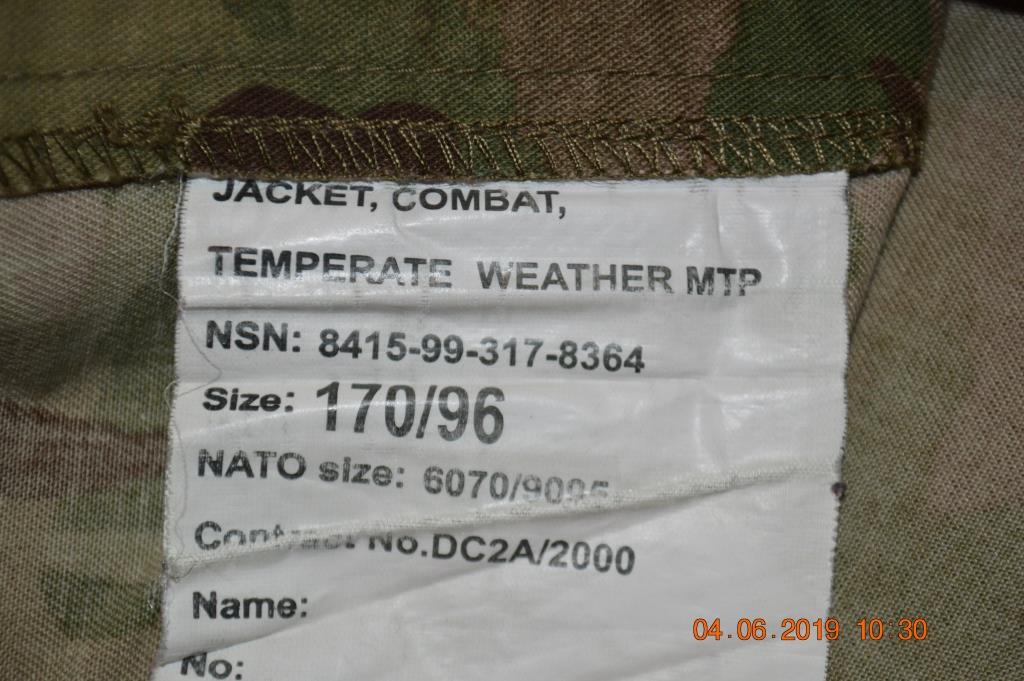 JACKET, COMBAT,
TEMPERATE WEATHER MTP
NSN: 8415-99-317-8364
Size: 170/96
NATO size: 6070/9095
Contract No.DC2A/2000
Name:
No:
04.06.2019 10:30